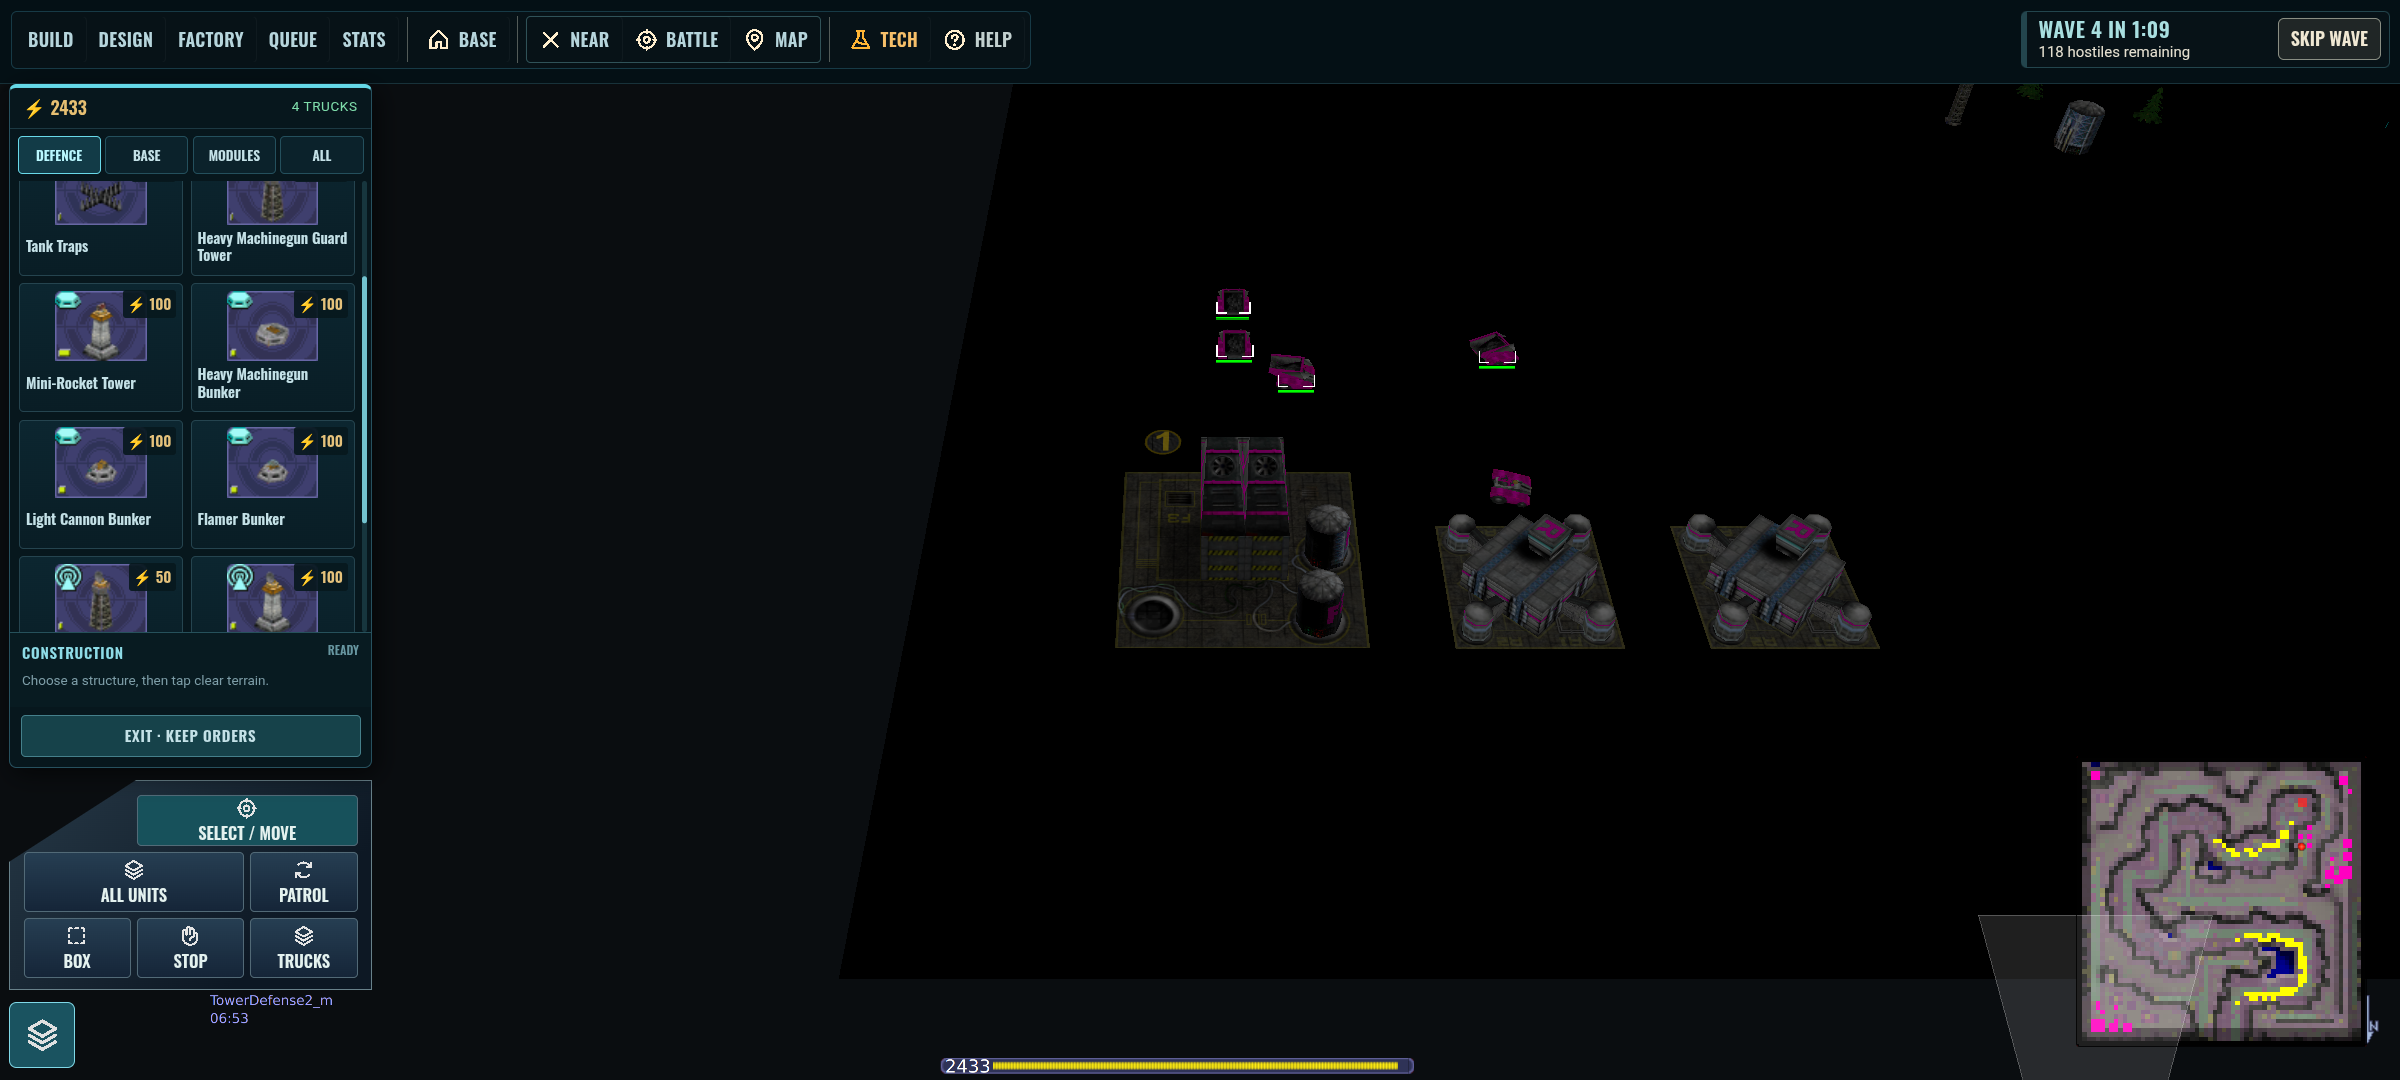 BUILD DESIGN FACTORY QUEUE STATS BASE NEAR BATTLE MAP TECH HELP
WAVE 4 IN 1:09
118 hostiles remaining
SKIP WAVE
2433
4 TRUCKS
DEFENCE BASE MODULES ALL
Tank Traps
Heavy Machinegun Guard
Tower
100
100
Mini-Rocket Tower
Heavy Machinegun
Bunker
100
100
Light Cannon Bunker
Flamer Bunker
50
100
CONSTRUCTION
READY
Choose a structure, then tap clear terrain.
EXIT · KEEP ORDERS
SELECT / MOVE
ALL UNITS
PATROL
BOX
STOP
TRUCKS
TowerDefense2_m
06:53
1
2433
N